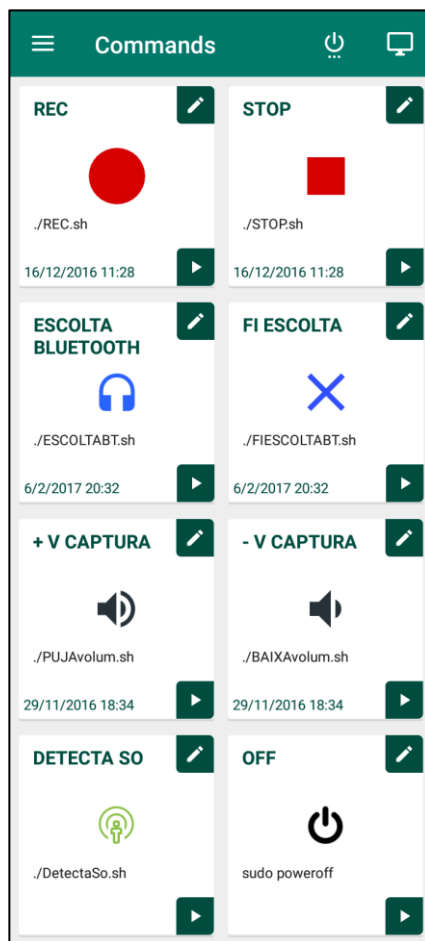 Commands
REC
./REC.sh
16/12/2016 11:28
STOP
./STOP.sh
16/12/2016 11:28
ESCOLTA
BLUETOOTH
./ESCOLTABT.sh
6/2/2017 20:32
FI ESCOLTA
./FIESCOLTABT.sh
6/2/2017 20:32
+ V CAPTURA
./PUJAvolum.sh
29/11/2016 18:34
- V CAPTURA
./BAIXAvolum.sh
29/11/2016 18:34
DETECTA SO
./DetectaSo.sh
OFF
sudo poweroff